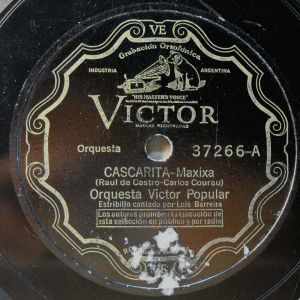 VE
Grabación Ortofónica
INDUSTRIA ARGENTINA
"HIS MASTER'S VOICE"
VICTOR
MARCAS REGISTRADAS
Orquesta 37266-A
CASCARITA-Maxixa
(Raul de Castro-Carlos Courau)
Orquesta Victor Popular
Estribillo cantado por Luis Barreira
Los autores prohiben la ejecución de
esta selección en público y por radio